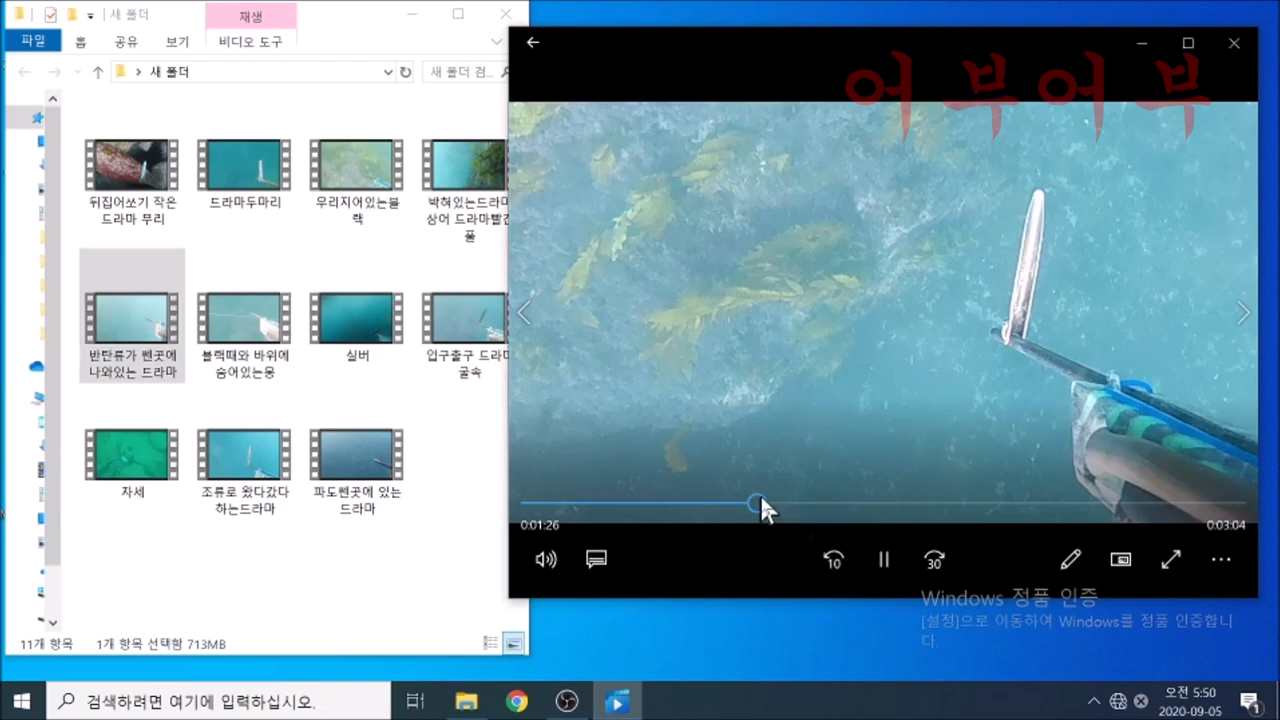 새 폴더
재생
파일
홈
공유
보기
비디오 도구
새 폴더
새 폴더 검...
뒤집어쏘기 작은
드라마 무리
드라마두마리
무리지어있는블
랙
박혀있는드라마
상어 드라마빨간
풀
반탄류가 쎈곳에
나와있는 드라마
블랙때와 바위에
숨어있는몽
실버
입구출구 드라마
굴속
자세
조류로 왔다갔다
하는드라마
파도쎈곳에 있는
드라마
11개 항목
1개 항목 선택함 713MB
어부어부
0:01:26
0:03:04
10
30
Windows 정품 인증
[설정]으로 이동하여 Windows를 정품 인증합니
다.
검색하려면 여기에 입력하십시오.
오전 5:50
2020-09-05
1